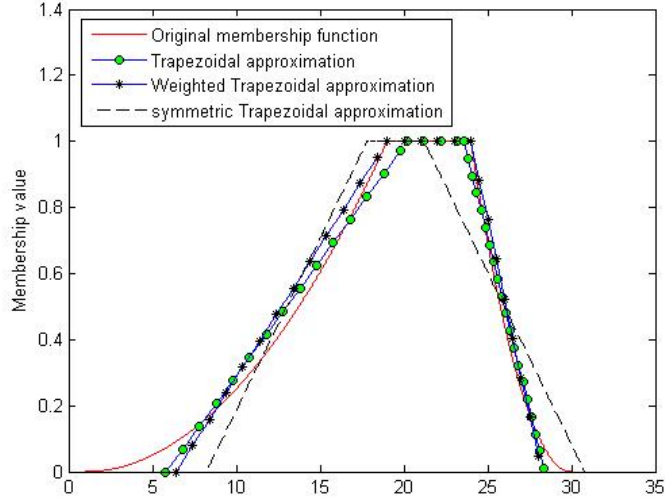 1.4
1.2
1
0.8
0.6
0.4
0.2
0
Membership value
Original membership function
Trapezoidal approximation
Weighted Trapezoidal approximation
symmetric Trapezoidal approximation
0 5 10 15 20 25 30 35